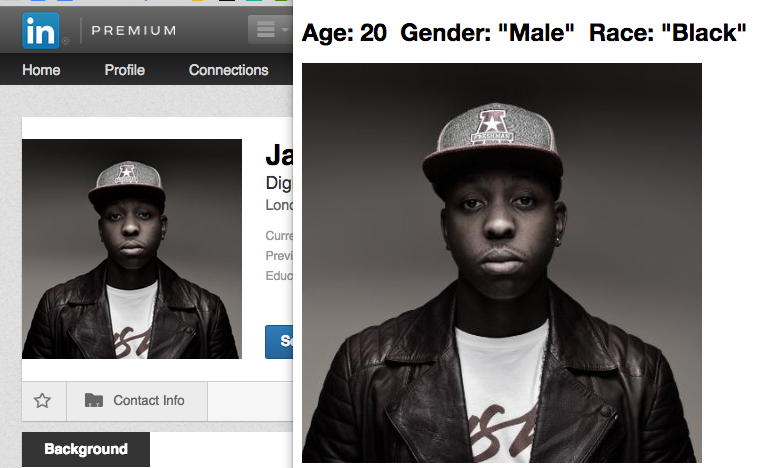 in PREMIUM
Home Profile Connections
Ja
Dig
Lond
Curre
Previ
Educ
Contact Info
Background
Age: 20 Gender: "Male" Race: "Black"
A
FRESHMAN